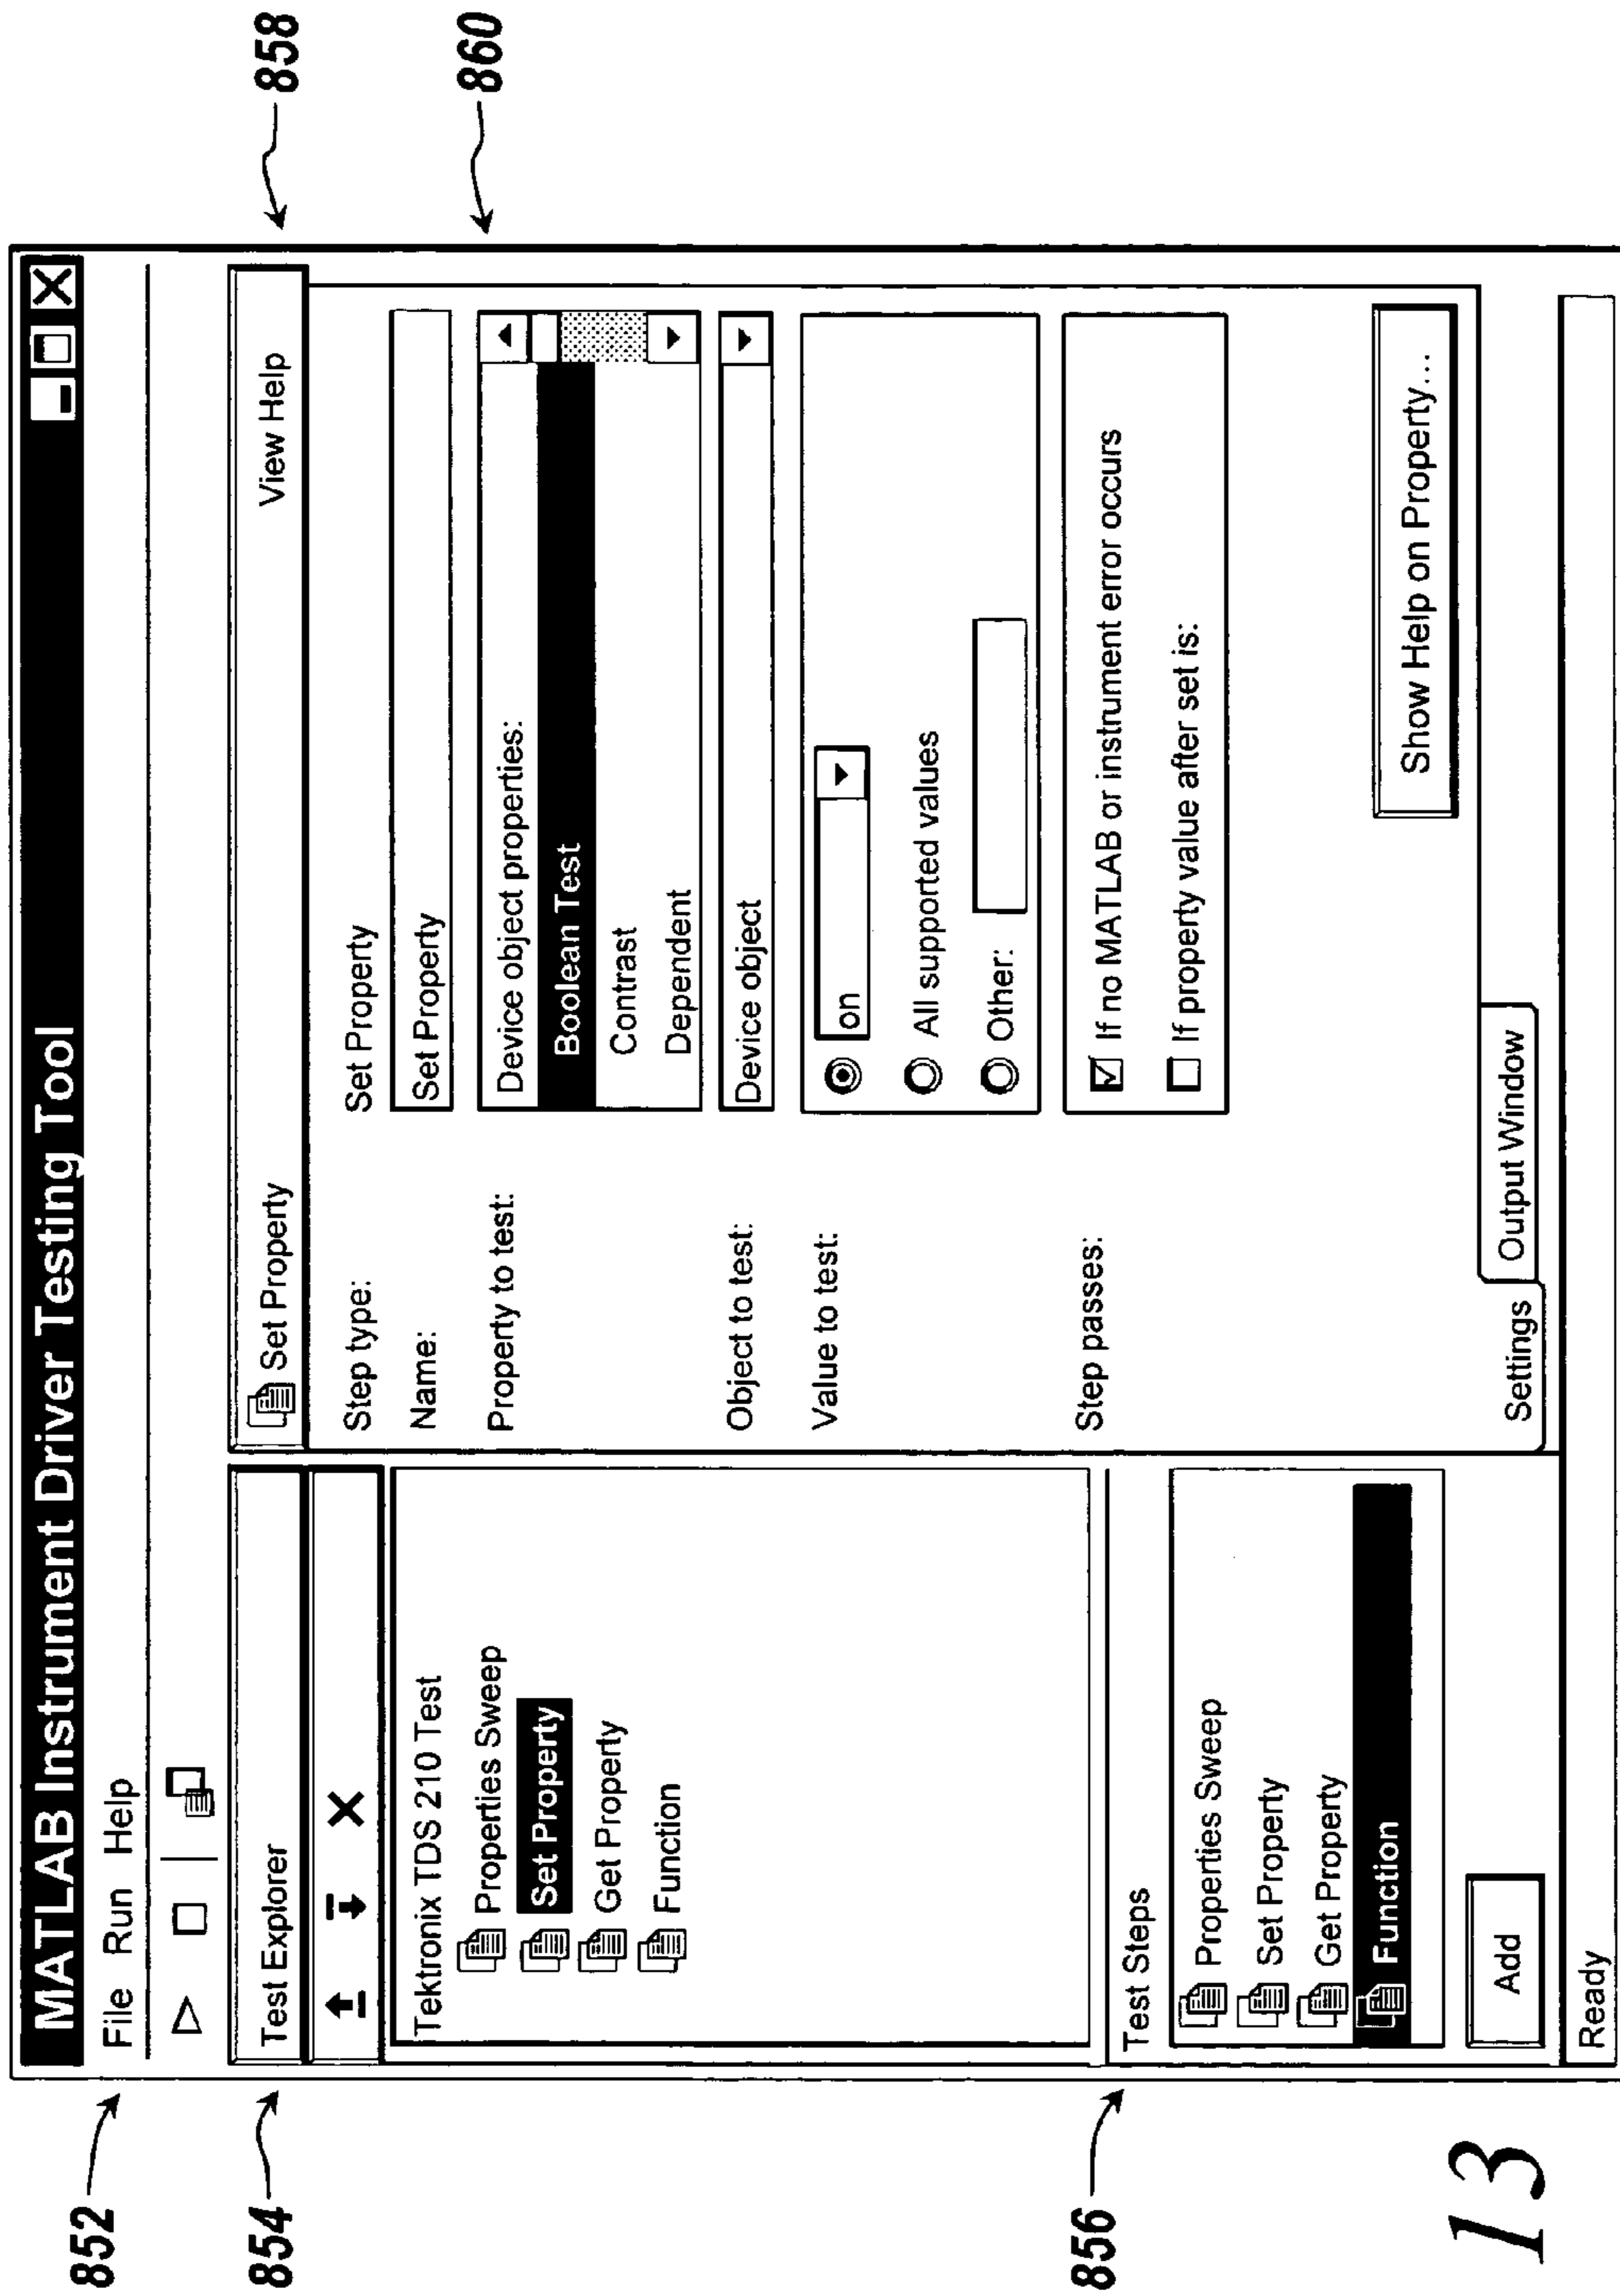 MATLAB Instrument Driver Testing Tool
852
File Run Help
854
Test Explorer
Tektronix TDS 210 Test
Properties Sweep
Set Property
Get Property
Function
856
Test Steps
Properties Sweep
Set Property
Get Property
Function
Add
Ready
858
Set Property View Help
Step type: Set Property
Name: Set Property
860
Property to test: Device object properties:
Boolean Test
Contrast
Dependent
Object to test: Device object
Value to test: on
All supported values
Other:
Step passes: If no MATLAB or instrument error occurs
If property value after set is:
Show Help on Property...
Settings Output Window
13